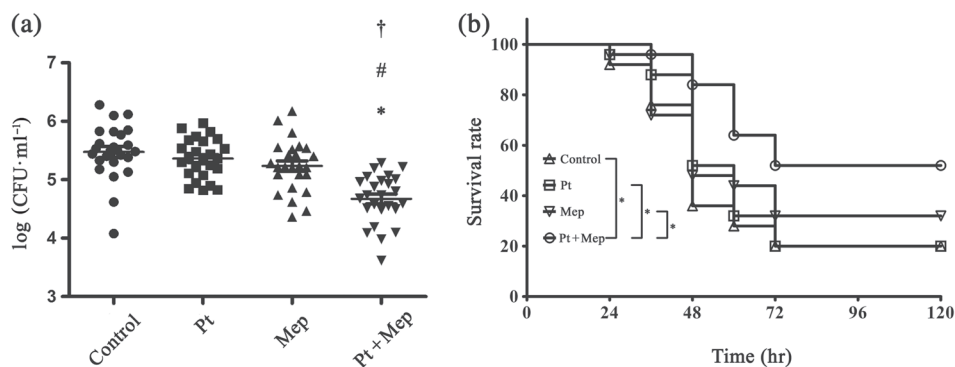 (a)
†
#
*
log (CFU·ml⁻¹)
7
6
5
4
3
Control
Pt
Mep
Pt + Mep
(b)
Survival rate
100
80
60
40
20
0
Control
Pt
Mep
Pt + Mep
*
*
*
0 24 48 72 96 120
Time (hr)